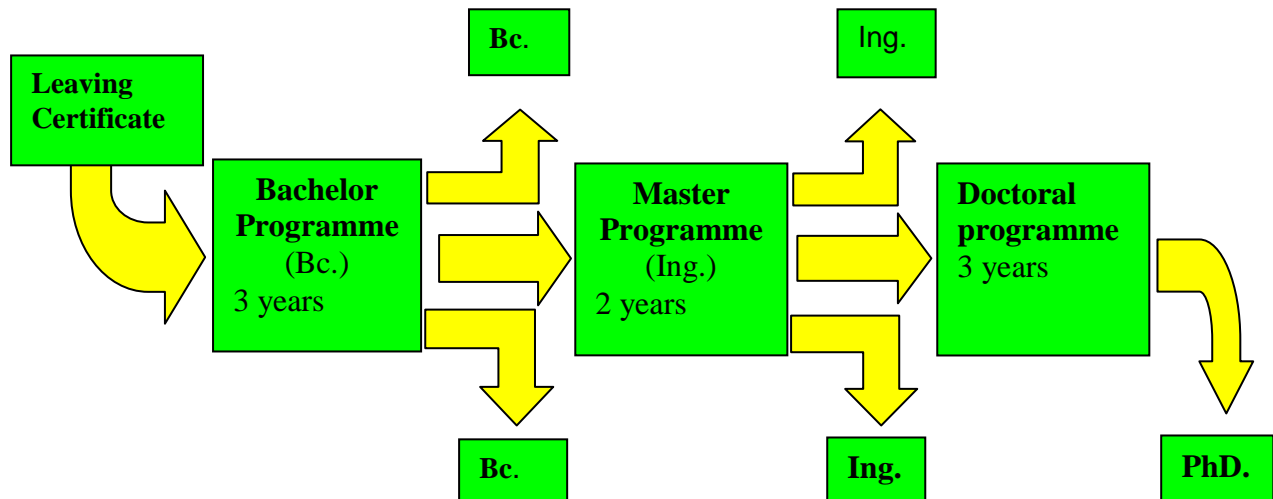 Bc.
Ing.
Leaving
Certificate
Bachelor
Programme
(Bc.)
3 years
Master
Programme
(Ing.)
2 years
Doctoral
programme
3 years
Bc.
Ing.
PhD.